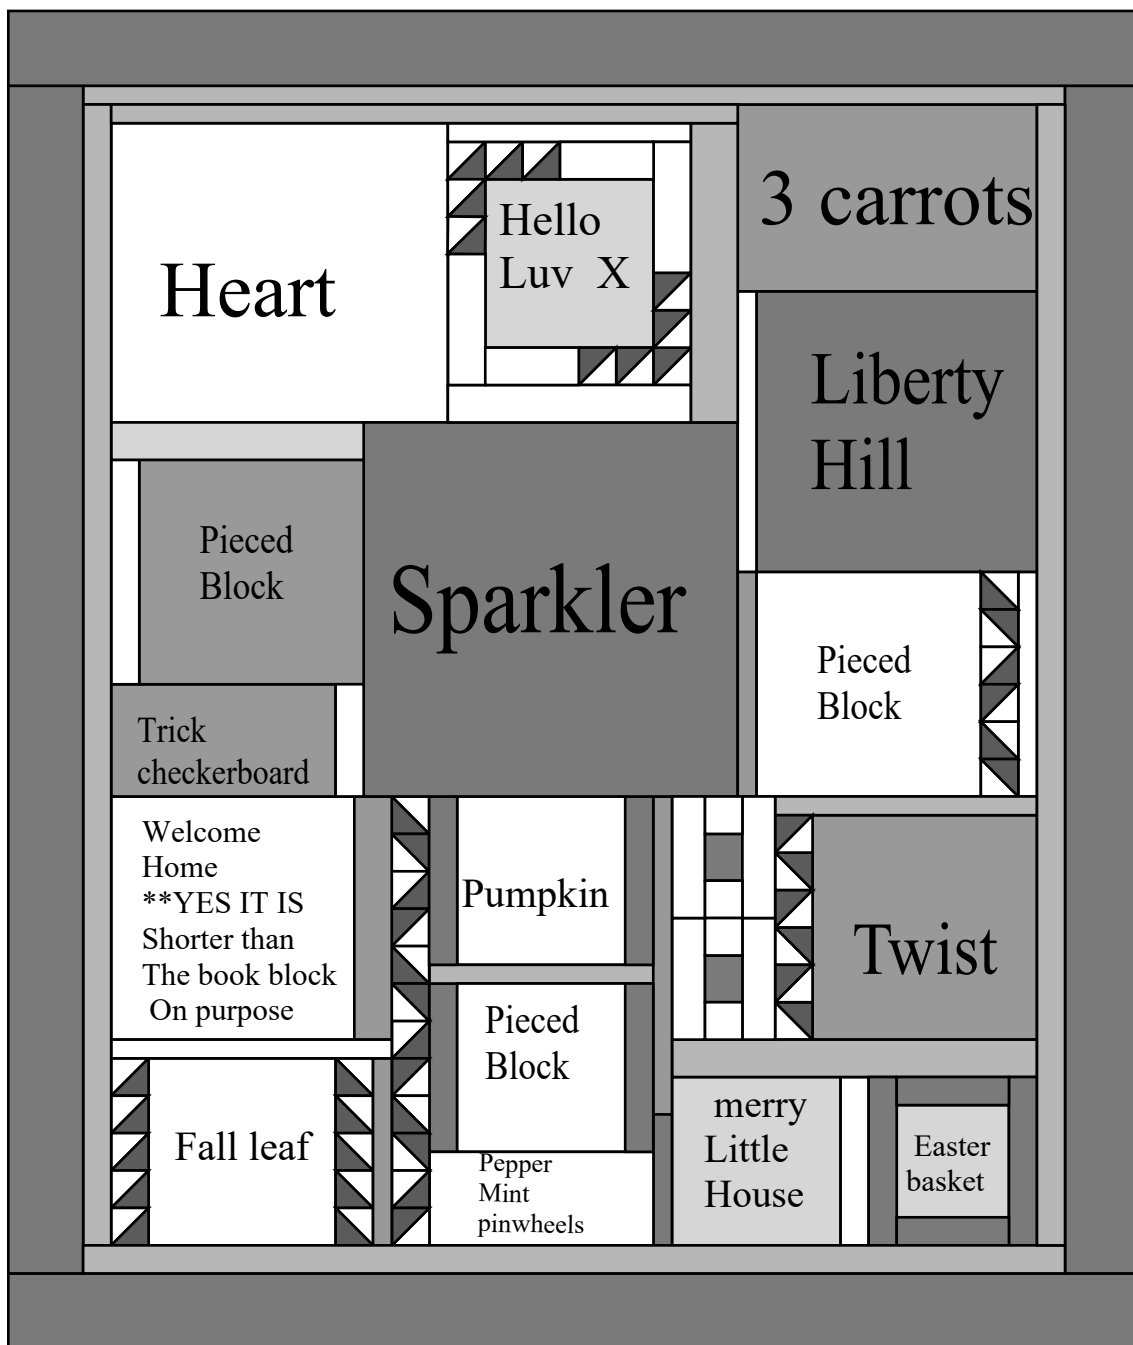 Heart
Hello
Luv X
3 carrots
Liberty
Hill
Pieced
Block
Sparkler
Pieced
Block
Trick
checkerboard
Welcome
Home
**YES IT IS
Shorter than
The book block
On purpose
Pumpkin
Twist
Pieced
Block
Fall leaf
Pepper
Mint
pinwheels
merry
Little
House
Easter
basket